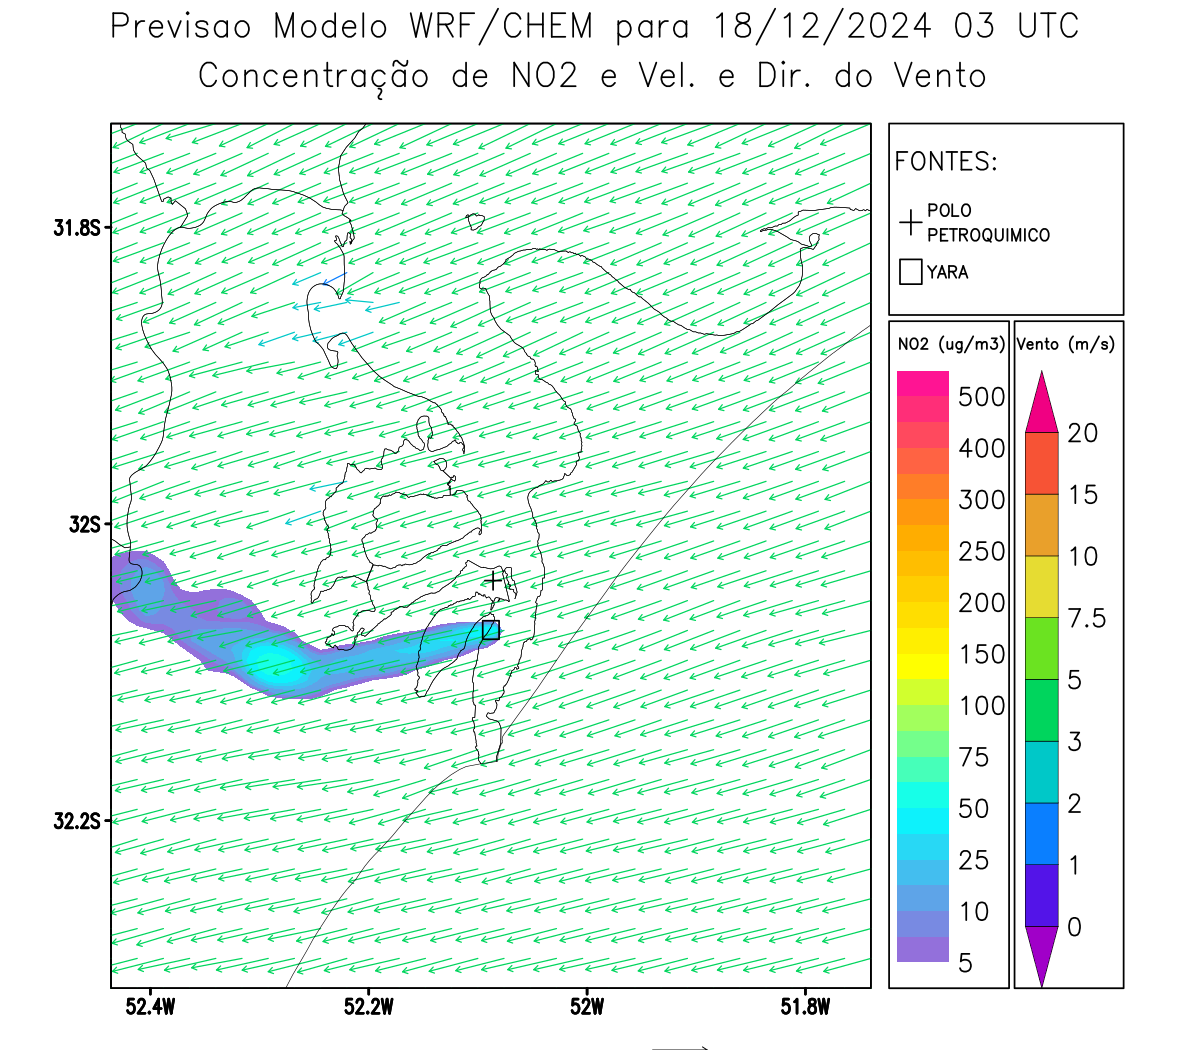 Previsao Modelo WRF/CHEM para 18/12/2024 03 UTC
Concentração de NO2 e Vel. e Dir. do Vento
FONTES:
POLO
PETROQUIMICO
YARA
31.8S
32S
32.2S
52.4W
52.2W
52W
51.8W
NO2 (ug/m3)
500
400
300
250
200
150
100
75
50
25
10
5
Vento (m/s)
20
15
10
7.5
5
3
2
1
0